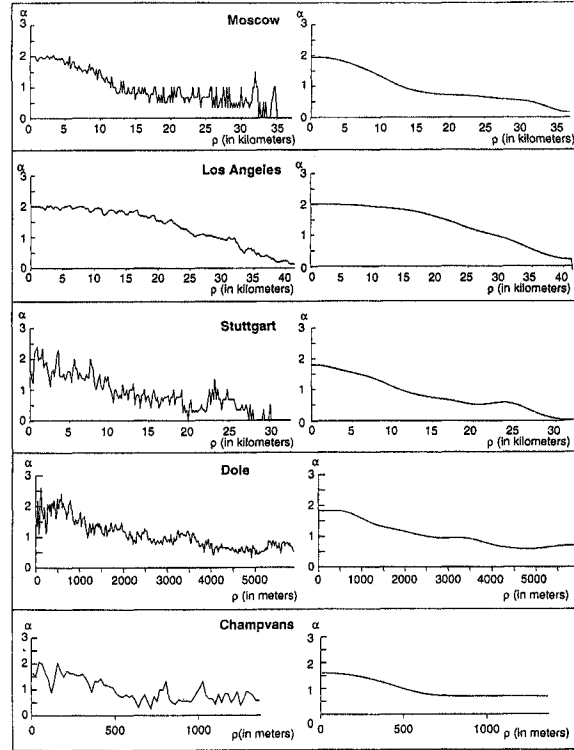 Moscow
α
3
2
1
0
0 5 10 15 20 25 30 35
ρ (in kilometers)
α
3
2
1
0
0 5 10 15 20 25 30 35
ρ (in kilometers)
Los Angeles
α
3
2
1
0
0 5 10 15 20 25 30 35 40
ρ (in kilometers)
α
3
2
1
0
0 5 10 15 20 25 30 35 40
ρ (in kilometers)
Stuttgart
α
3
2
1
0
0 5 10 15 20 25 30
ρ (in kilometers)
α
3
2
1
0
0 5 10 15 20 25 30
ρ (in kilometers)
Dole
α
3
2
1
0
0 1000 2000 3000 4000 5000
ρ (in meters)
α
3
2
1
0
0 1000 2000 3000 4000 5000
ρ (in meters)
Champvans
α
3
2
1
0
0 500 1000
ρ(in meters)
α
3
2
1
0
0 500 1000
ρ (in meters)